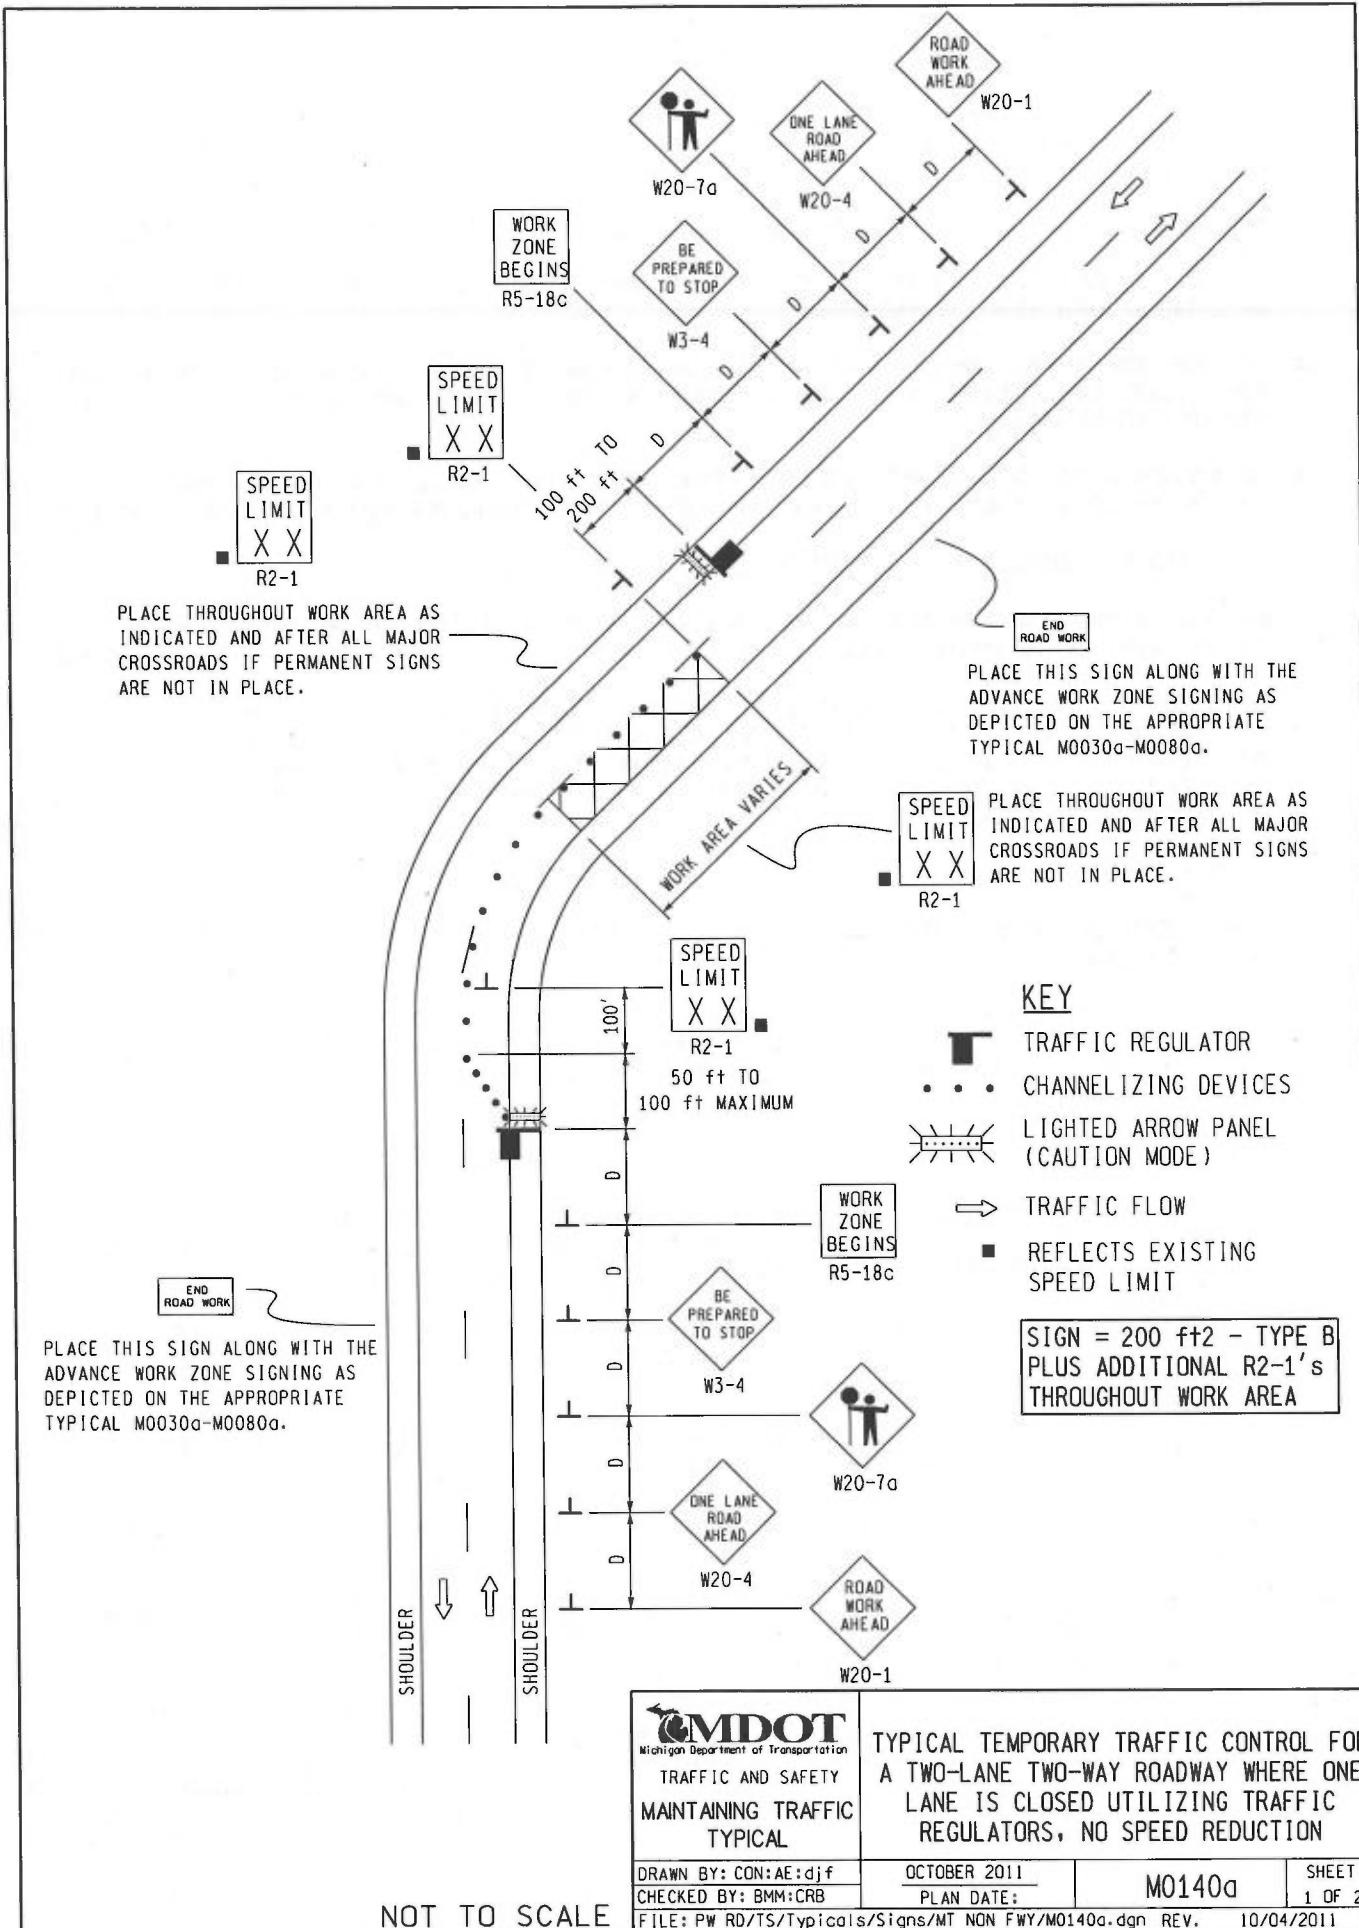 ROAD
WORK
AHEAD
W20-1
W20-7a
ONE LANE
ROAD
AHEAD
W20-4
WORK
ZONE
BEGINS
R5-18c
BE
PREPARED
TO STOP
W3-4
D
D
D
D
D
SPEED
LIMIT
X X
R2-1
100 ft TO
200 ft
SPEED
LIMIT
X X
R2-1
PLACE THROUGHOUT WORK AREA AS
INDICATED AND AFTER ALL MAJOR
CROSSROADS IF PERMANENT SIGNS
ARE NOT IN PLACE.
END
ROAD WORK
PLACE THIS SIGN ALONG WITH THE
ADVANCE WORK ZONE SIGNING AS
DEPICTED ON THE APPROPRIATE
TYPICAL M0030a-M0080a.
WORK AREA VARIES
SPEED
LIMIT
X X
R2-1
PLACE THROUGHOUT WORK AREA AS
INDICATED AND AFTER ALL MAJOR
CROSSROADS IF PERMANENT SIGNS
ARE NOT IN PLACE.
SPEED
LIMIT
X X
R2-1
100'
50 ft TO
100 ft MAXIMUM
KEY
TRAFFIC REGULATOR
CHANNELIZING DEVICES
LIGHTED ARROW PANEL
(CAUTION MODE)
TRAFFIC FLOW
REFLECTS EXISTING
SPEED LIMIT
SIGN = 200 ft2 - TYPE B
PLUS ADDITIONAL R2-1's
THROUGHOUT WORK AREA
D
WORK
ZONE
BEGINS
R5-18c
D
BE
PREPARED
TO STOP
W3-4
D
W20-7a
D
ONE LANE
ROAD
AHEAD
W20-4
D
ROAD
WORK
AHEAD
W20-1
END
ROAD WORK
PLACE THIS SIGN ALONG WITH THE
ADVANCE WORK ZONE SIGNING AS
DEPICTED ON THE APPROPRIATE
TYPICAL M0030a-M0080a.
SHOULDER
SHOULDER
MDOT
Michigan Department of Transportation
TRAFFIC AND SAFETY
MAINTAINING TRAFFIC
TYPICAL
TYPICAL TEMPORARY TRAFFIC CONTROL FOR
A TWO-LANE TWO-WAY ROADWAY WHERE ONE
LANE IS CLOSED UTILIZING TRAFFIC
REGULATORS, NO SPEED REDUCTION
DRAWN BY: CON:AE:djf
CHECKED BY: BMM:CRB
OCTOBER 2011
PLAN DATE:
M0140a
SHEET
1 OF 2
FILE: PW RD/TS/Typicals/Signs/MT NON FWY/M0140a.dgn REV. 10/04/2011
NOT TO SCALE